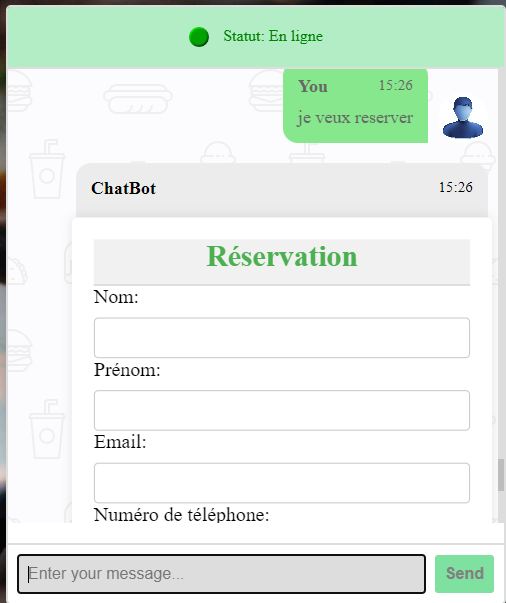 Statut: En ligne
You 15:26
je veux reserver
ChatBot 15:26
Réservation
Nom:
Prénom:
Email:
Numéro de téléphone:
Enter your message...
Send